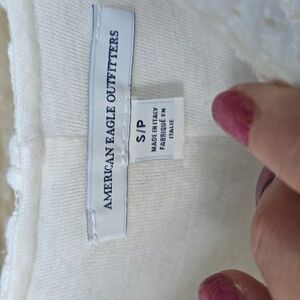 AMERICAN EAGLE OUTFITTERS
S/P
MADE IN ITALY
FABRIQUÉ EN
ITALIE